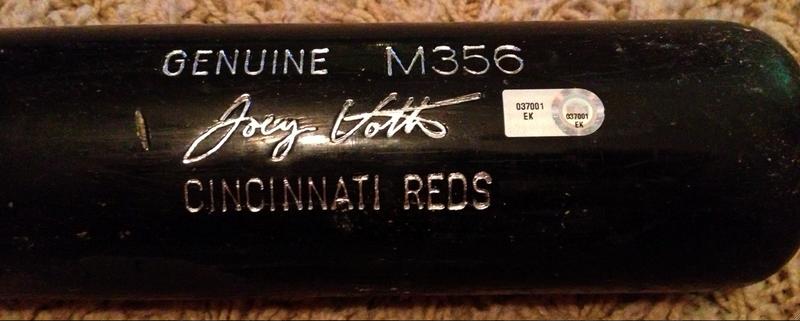 GENUINE M356
Joey Votto
CINCINNATI REDS
037001
EK
037001
EK